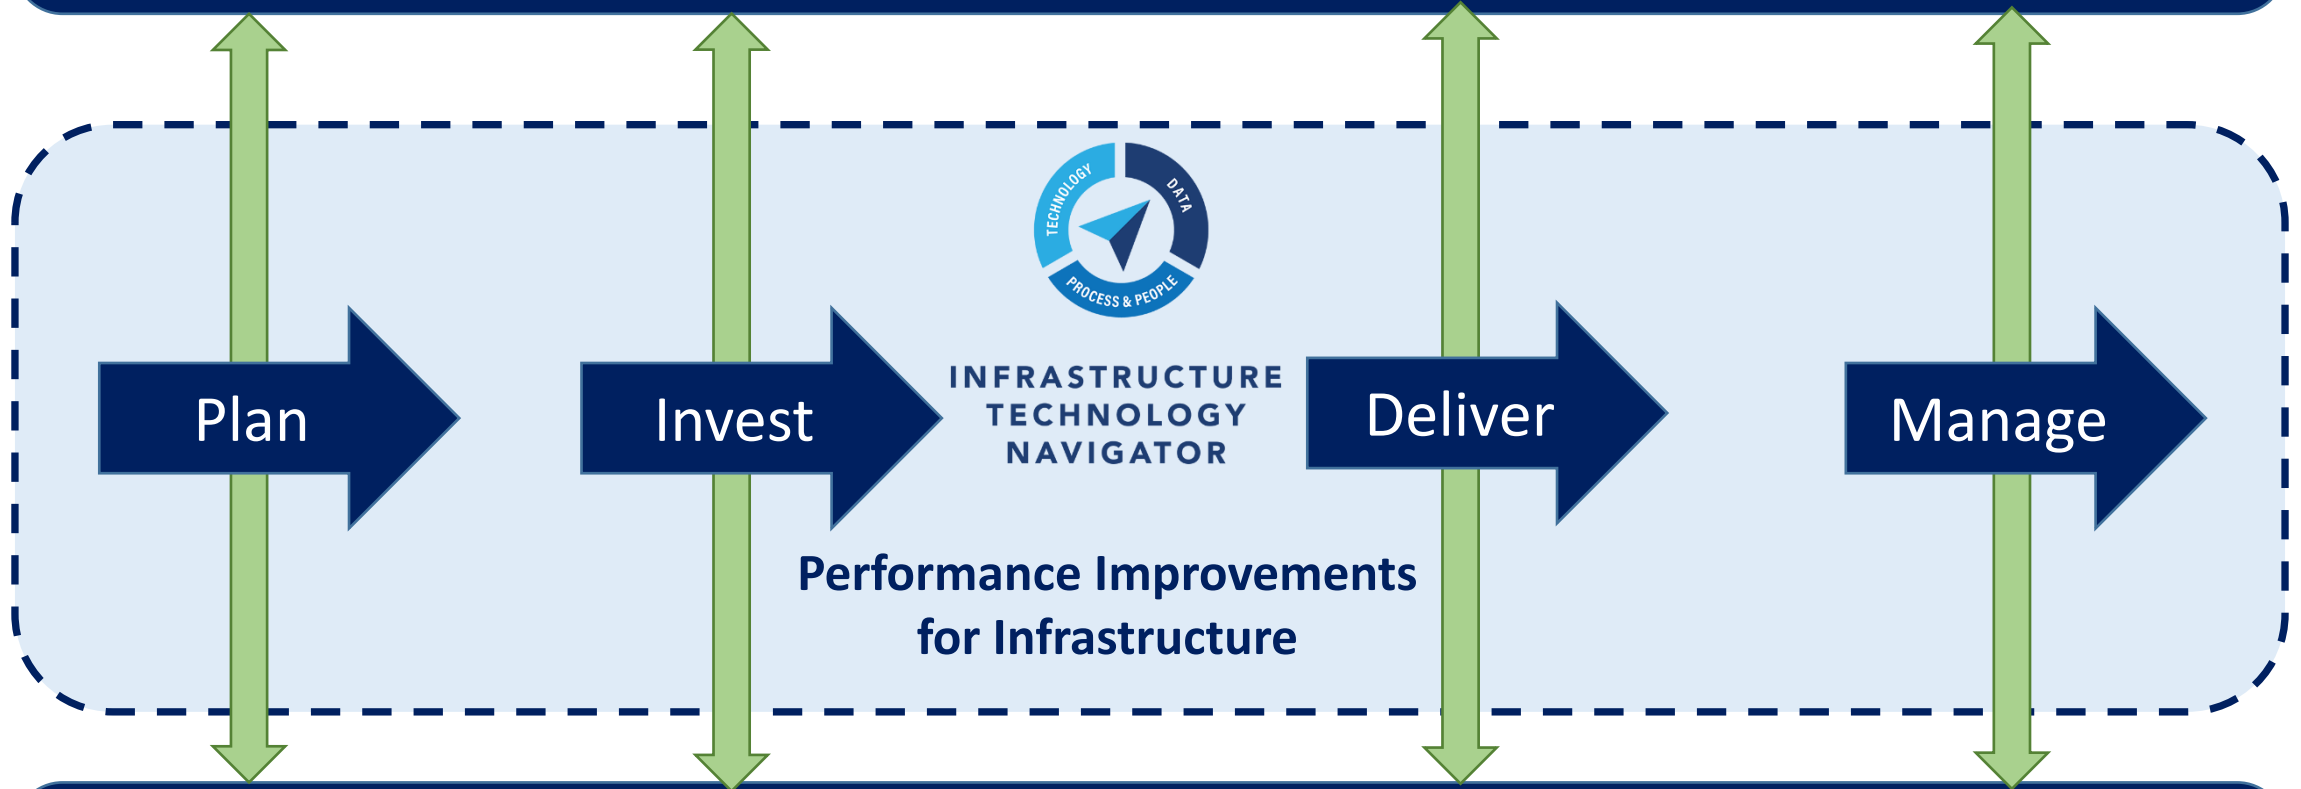 TECHNOLOGY
DATA
PROCESS & PEOPLE
Plan
Invest
INFRASTRUCTURE
TECHNOLOGY
NAVIGATOR
Deliver
Manage
Performance Improvements
for Infrastructure